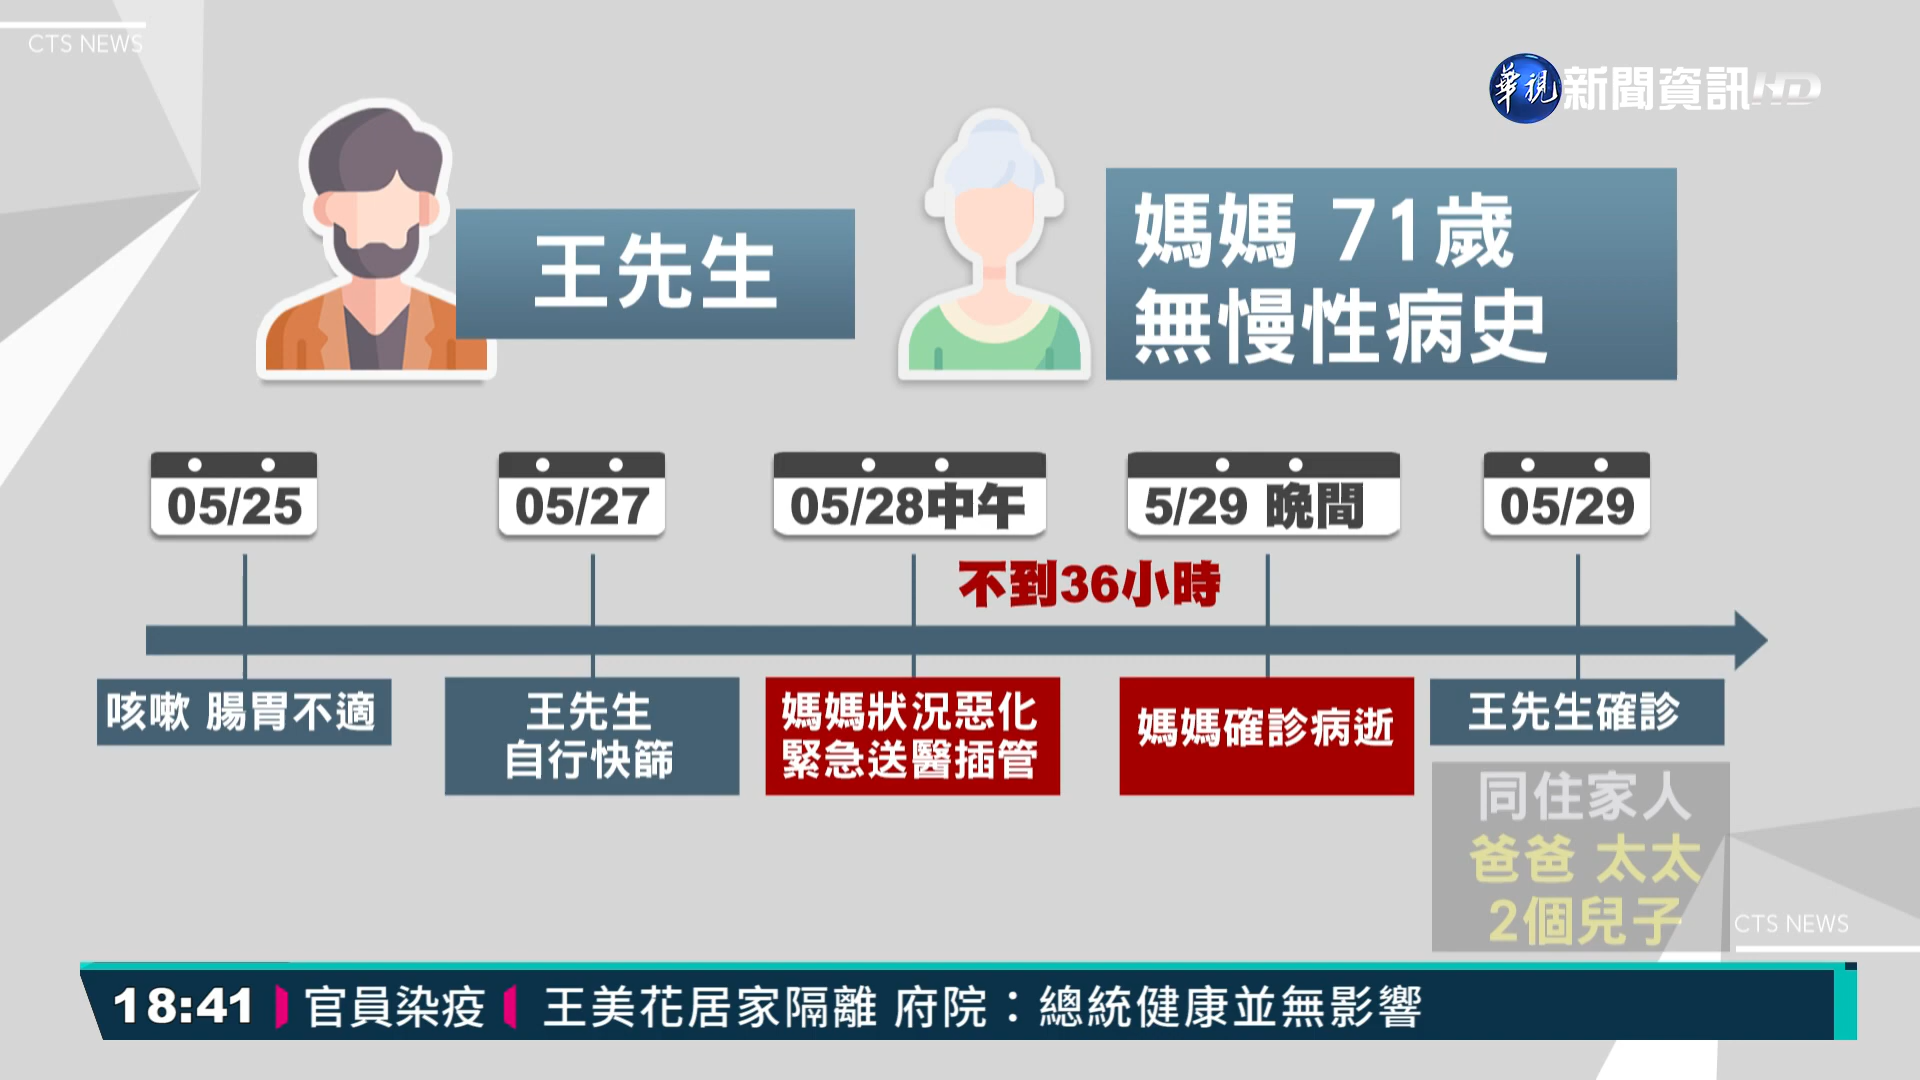 CTS NEWS
華視 新聞資訊 HD
王先生
媽媽 71歲
無慢性病史
05/25
05/27
05/28中午
5/29 晚間
05/29
不到36小時
咳嗽 腸胃不適
王先生
自行快篩
媽媽狀況惡化
緊急送醫插管
媽媽確診病逝
王先生確診
同住家人
爸爸 太太
2個兒子
CTS NEWS
18:41 官員染疫 王美花居家隔離 府院：總統健康並無影響